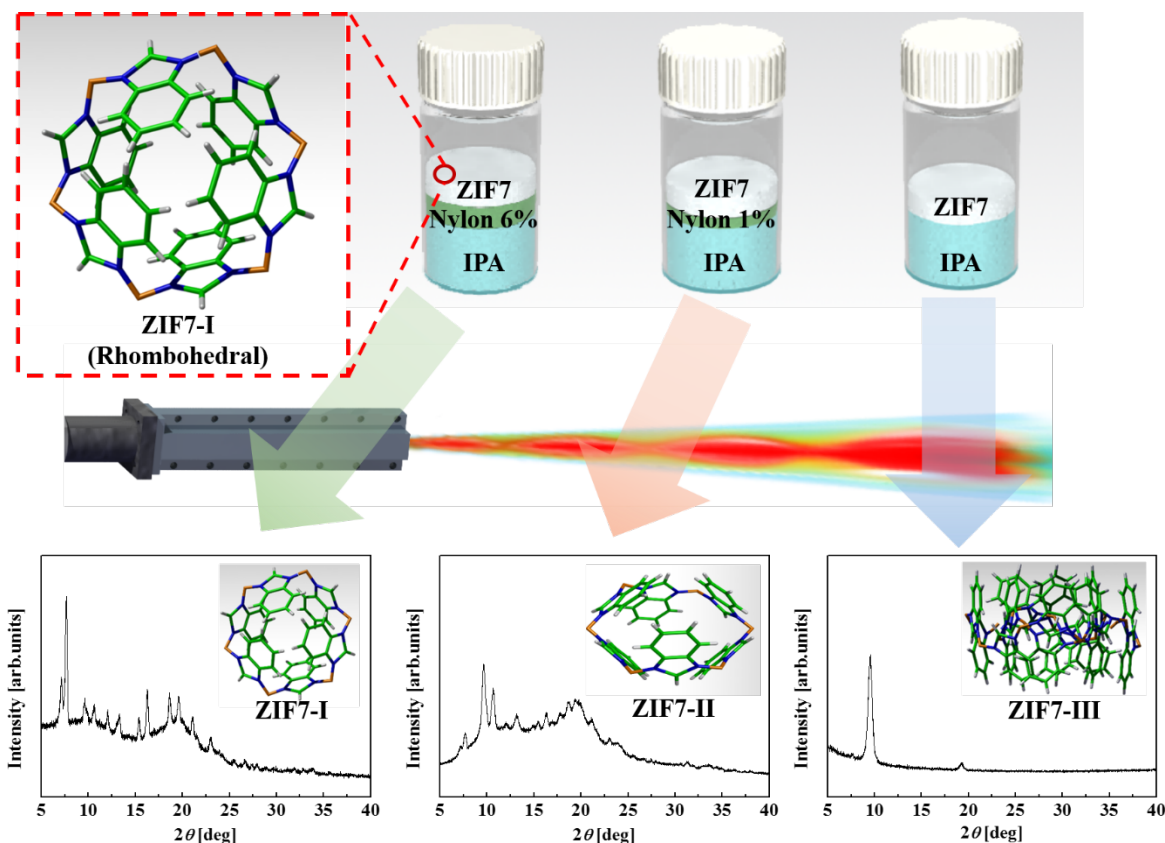 ZIF7
Nylon 6%
IPA
ZIF7
Nylon 1%
IPA
ZIF7
IPA
ZIF7-I
(Rhombohedral)
Intensity [arb.units]
ZIF7-I
5 10 15 20 25 30 35 40
2θ [deg]
Intensity [arb.units]
ZIF7-II
5 10 15 20 25 30 35 40
2θ [deg]
Intensity [arb.units]
ZIF7-III
5 10 15 20 25 30 35 40
2θ [deg]